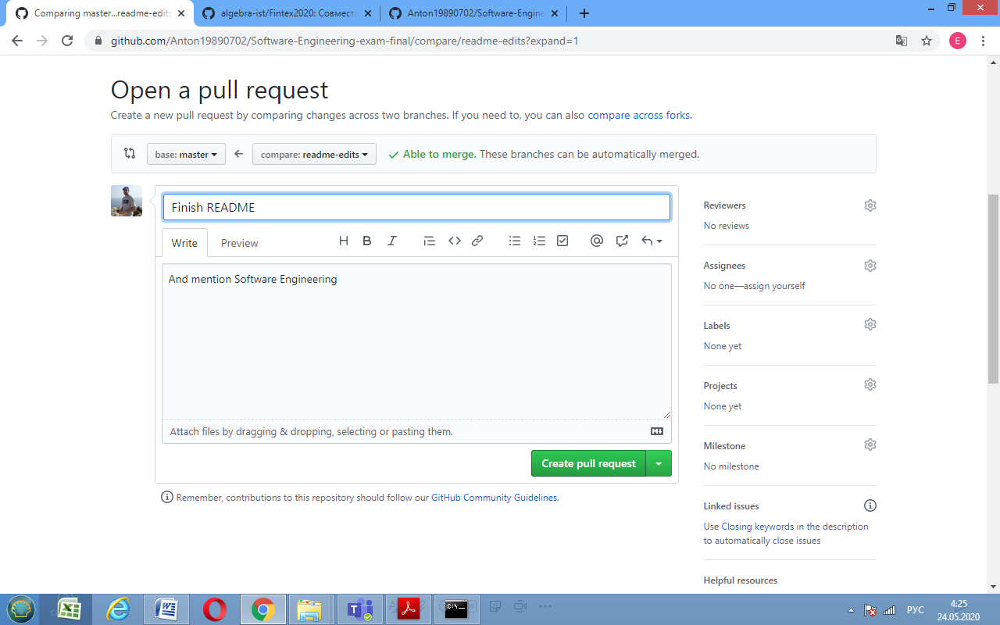 Comparing master...readme-edits
algebra-ist/Fintex2020: Совместн
Anton19890702/Software-Engine
github.com/Anton19890702/Software-Engineering-exam-final/compare/readme-edits?expand=1
E
Open a pull request
Create a new pull request by comparing changes across two branches. If you need to, you can also compare across forks.
base: master
compare: readme-edits
Able to merge. These branches can be automatically merged.
Finish README
Write
Preview
H B I
And mention Software Engineering
Attach files by dragging & dropping, selecting or pasting them.
Create pull request
Remember, contributions to this repository should follow our GitHub Community Guidelines.
Reviewers
No reviews
Assignees
No one—assign yourself
Labels
None yet
Projects
None yet
Milestone
No milestone
Linked issues
Use Closing keywords in the description
to automatically close issues
Helpful resources
C:\_
РУС
4:25
24.05.2020